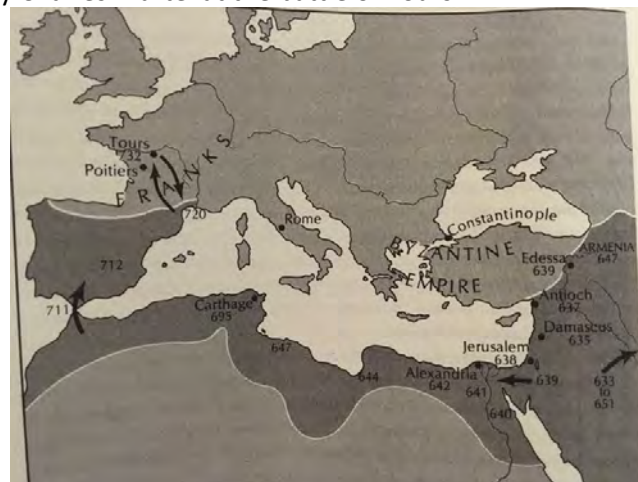 Tours
732
Poitiers
FRANKS
720
Rome
Constantinople
BYZANTINE
EMPIRE
Edessa
639
ARMENIA
647
712
Antioch
637
711
Carthage
695
Damascus
635
Jerusalem
638
647
644
Alexandria
642
641
639
633
to
651
640